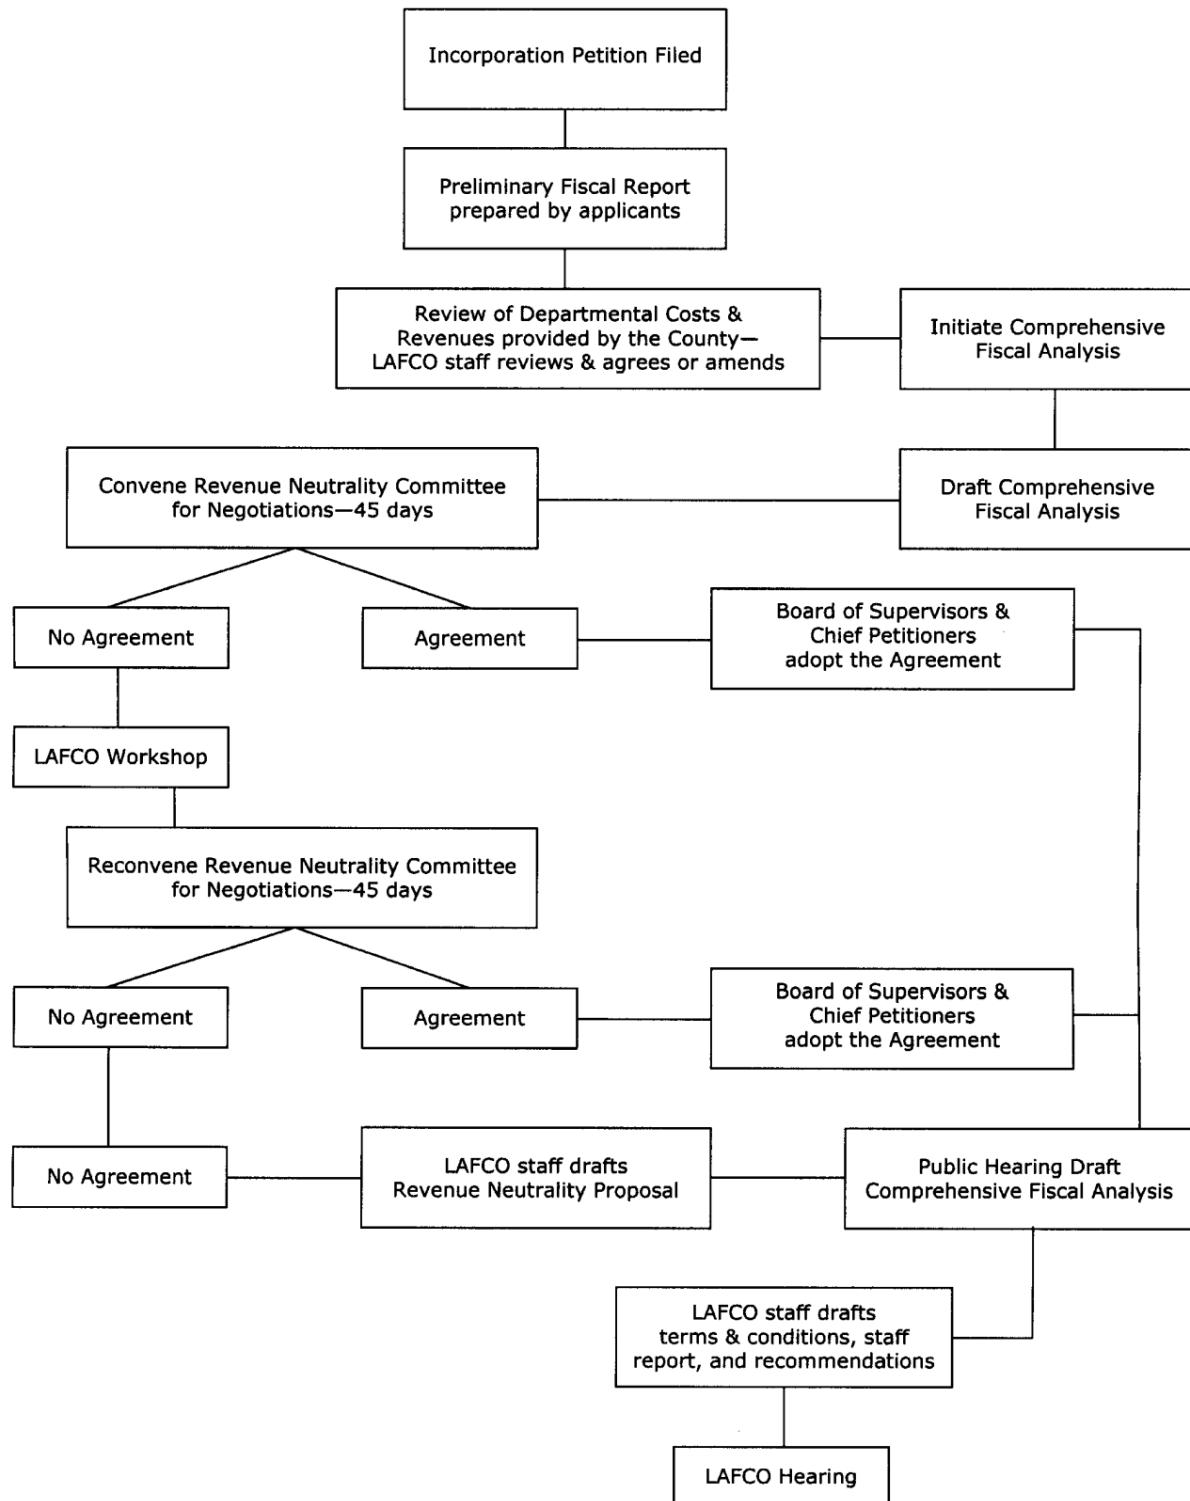 Incorporation Petition Filed
Preliminary Fiscal Report
prepared by applicants
Review of Departmental Costs &
Revenues provided by the County—
LAFCO staff reviews & agrees or amends
Initiate Comprehensive
Fiscal Analysis
Draft Comprehensive
Fiscal Analysis
Convene Revenue Neutrality Committee
for Negotiations—45 days
No Agreement
Agreement
Board of Supervisors &
Chief Petitioners
adopt the Agreement
LAFCO Workshop
Reconvene Revenue Neutrality Committee
for Negotiations—45 days
No Agreement
Agreement
Board of Supervisors &
Chief Petitioners
adopt the Agreement
No Agreement
LAFCO staff drafts
Revenue Neutrality Proposal
Public Hearing Draft
Comprehensive Fiscal Analysis
LAFCO staff drafts
terms & conditions, staff
report, and recommendations
LAFCO Hearing